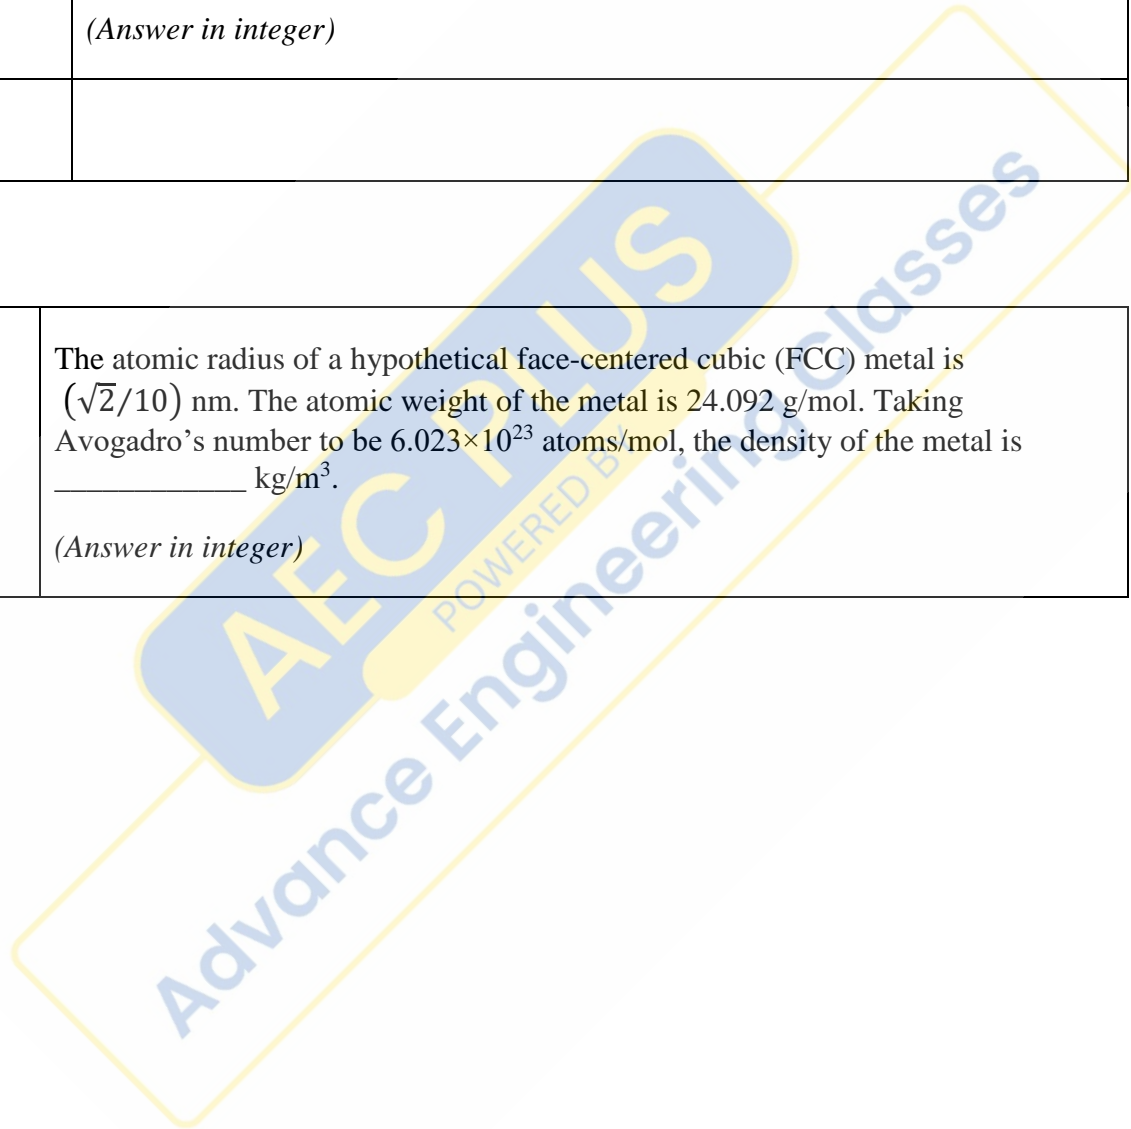 (Answer in integer)
The atomic radius of a hypothetical face-centered cubic (FCC) metal is
(√2/10) nm. The atomic weight of the metal is 24.092 g/mol. Taking
Avogadro’s number to be 6.023×10²³ atoms/mol, the density of the metal is
____________ kg/m³.
(Answer in integer)
AEC PLUS
POWERED BY
Advance Engineering Classes